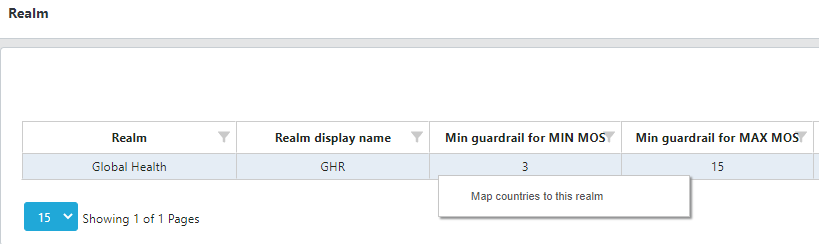 Realm
Realm Realm display name Min guardrail for MIN MOS Min guardrail for MAX MOS
Global Health GHR 3 15
Map countries to this realm
15 Showing 1 of 1 Pages